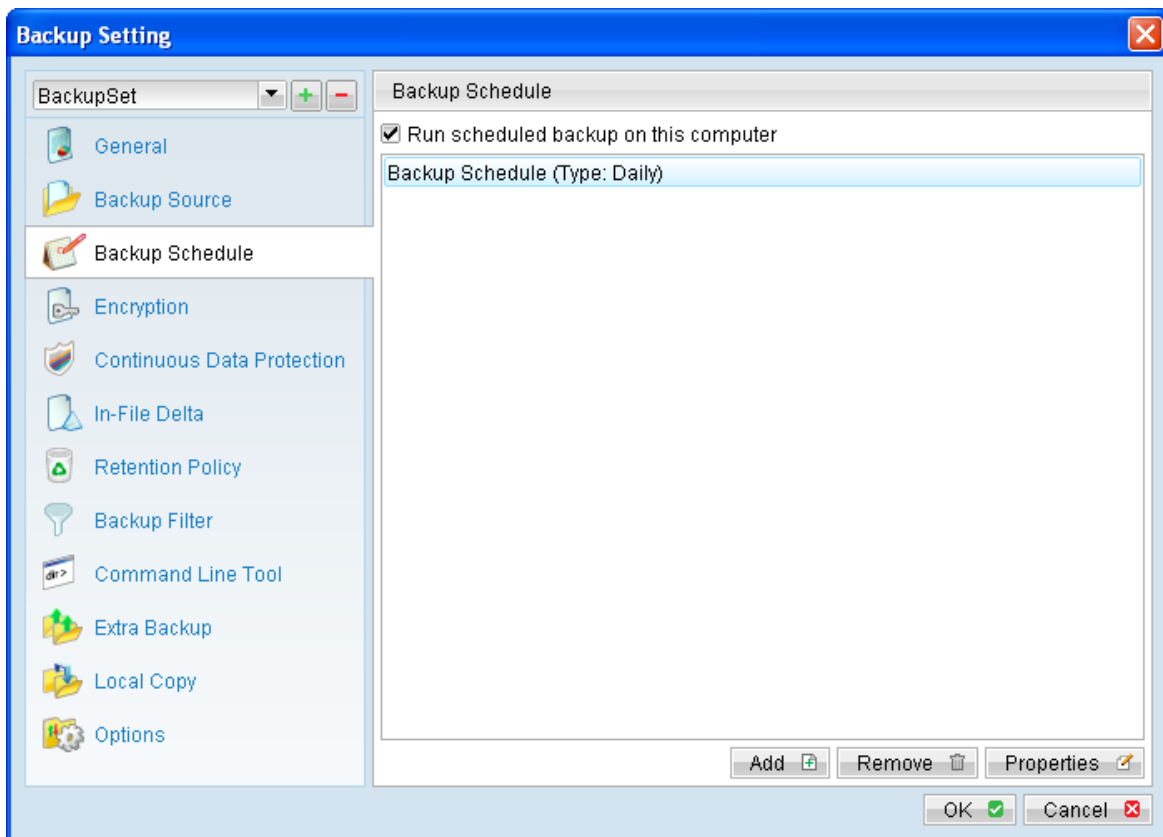 Backup Setting
BackupSet
General
Backup Source
Backup Schedule
Encryption
Continuous Data Protection
In-File Delta
Retention Policy
Backup Filter
dir>
Command Line Tool
Extra Backup
Local Copy
Options
Backup Schedule
Run scheduled backup on this computer
Backup Schedule (Type: Daily)
Add
Remove
Properties
OK
Cancel